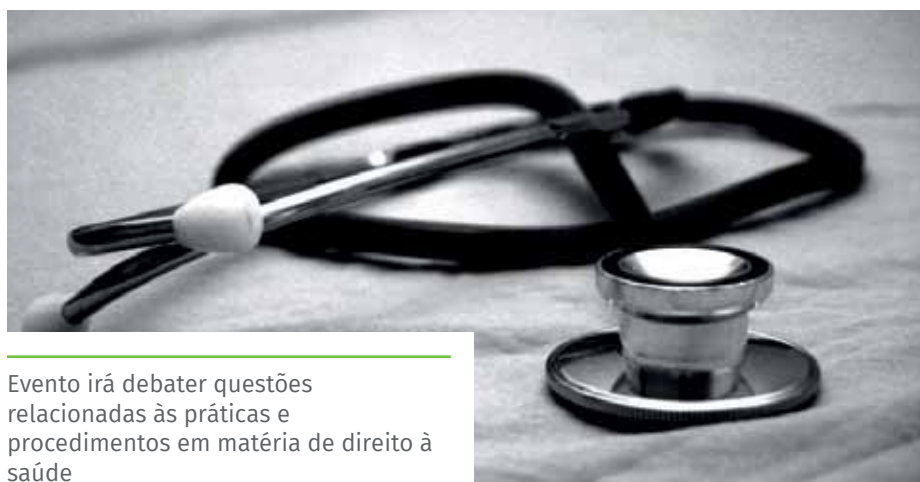 Evento irá debater questões
relacionadas às práticas e
procedimentos em matéria de direito à
saúde